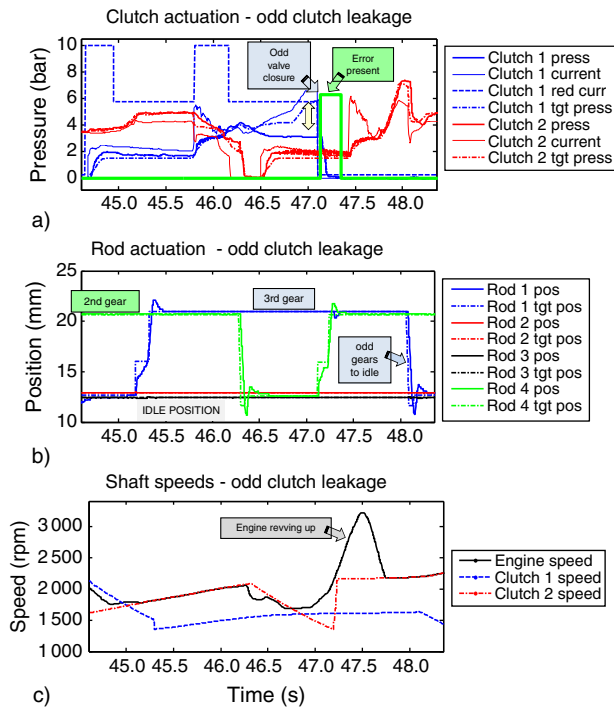 Clutch actuation - odd clutch leakage
Pressure (bar)
10
8
6
4
2
0
Odd
valve
closure
Error
present
45.0 45.5 46.0 46.5 47.0 47.5 48.0
Clutch 1 press
Clutch 1 current
Clutch 1 red curr
Clutch 1 tgt press
Clutch 2 press
Clutch 2 current
Clutch 2 tgt press
a)
Rod actuation - odd clutch leakage
Position (mm)
25
20
15
10
2nd gear
3rd gear
odd
gears
to idle
IDLE POSITION
45.0 45.5 46.0 46.5 47.0 47.5 48.0
Rod 1 pos
Rod 1 tgt pos
Rod 2 pos
Rod 2 tgt pos
Rod 3 pos
Rod 3 tgt pos
Rod 4 pos
Rod 4 tgt pos
b)
Shaft speeds - odd clutch leakage
Speed (rpm)
3 000
2 000
1 500
1 000
Engine revving up
45.0 45.5 46.0 46.5 47.0 47.5 48.0
Engine speed
Clutch 1 speed
Clutch 2 speed
c)
Time (s)